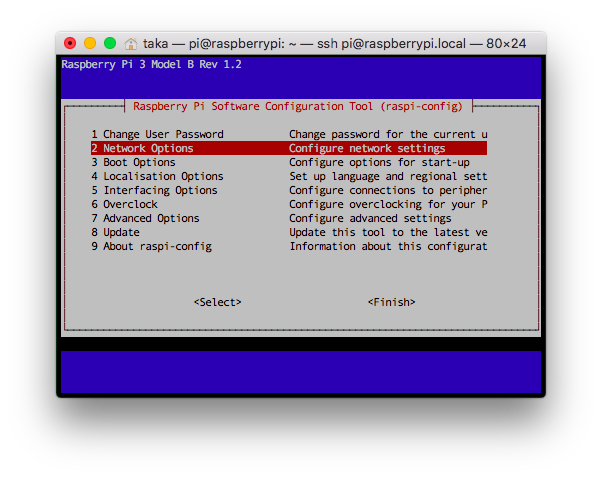 taka — pi@raspberrypi: ~ — ssh pi@raspberrypi.local — 80×24
Raspberry Pi 3 Model B Rev 1.2
Raspberry Pi Software Configuration Tool (raspi-config)
1 Change User Password Change password for the current u
2 Network Options Configure network settings
3 Boot Options Configure options for start-up
4 Localisation Options Set up language and regional sett
5 Interfacing Options Configure connections to peripher
6 Overclock Configure overclocking for your P
7 Advanced Options Configure advanced settings
8 Update Update this tool to the latest ve
9 About raspi-config Information about this configurat
<Select> <Finish>